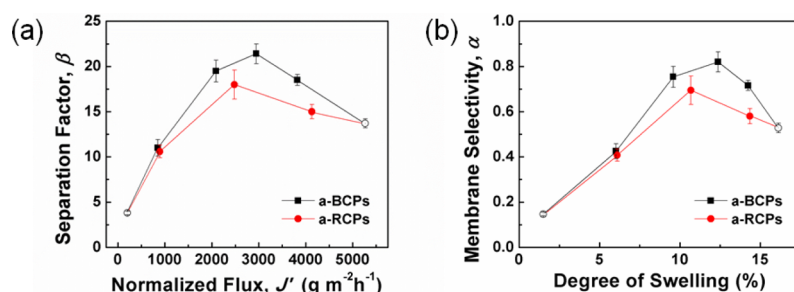 (a)
Separation Factor, β
25
20
15
10
5
0
0 1000 2000 3000 4000 5000
Normalized Flux, J' (g m⁻²h⁻¹)
a-BCPs
a-RCPs
(b)
Membrane Selectivity, α
1.0
0.8
0.6
0.4
0.2
0.0
0 5 10 15
Degree of Swelling (%)
a-BCPs
a-RCPs